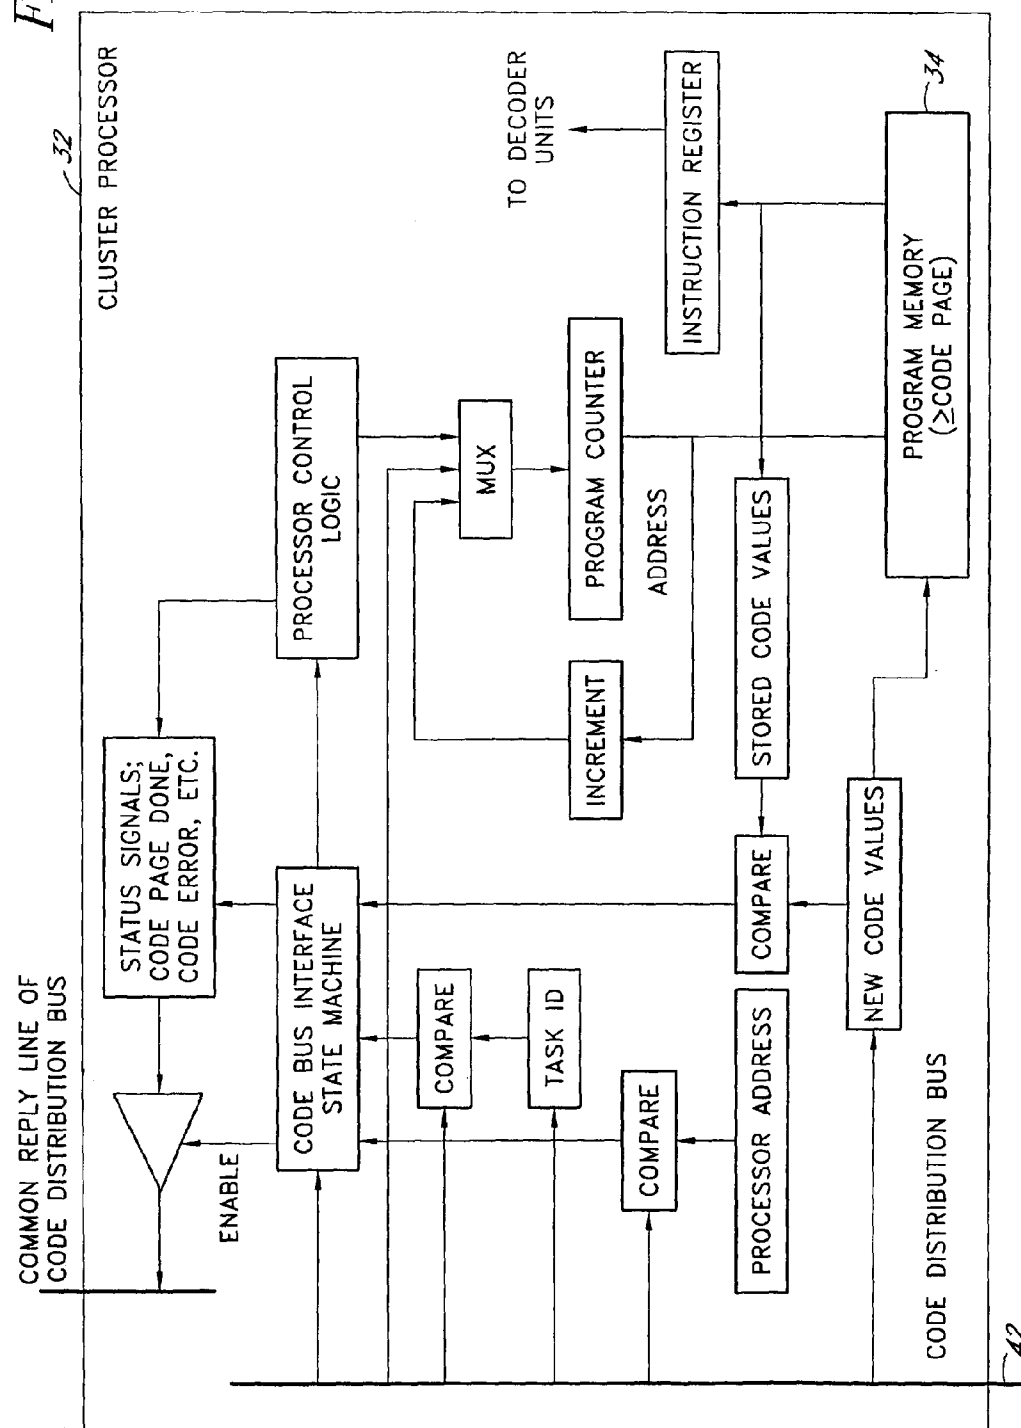 F
COMMON REPLY LINE OF
CODE DISTRIBUTION BUS
32
CLUSTER PROCESSOR
STATUS SIGNALS;
CODE PAGE DONE,
CODE ERROR, ETC.
ENABLE
CODE BUS INTERFACE
STATE MACHINE
PROCESSOR CONTROL
LOGIC
COMPARE
MUX
TO DECODER
UNITS
TASK ID
INCREMENT
PROGRAM COUNTER
COMPARE
ADDRESS
INSTRUCTION REGISTER
PROCESSOR ADDRESS
COMPARE
STORED CODE VALUES
NEW CODE VALUES
PROGRAM MEMORY
(≥CODE PAGE)
34
CODE DISTRIBUTION BUS
42